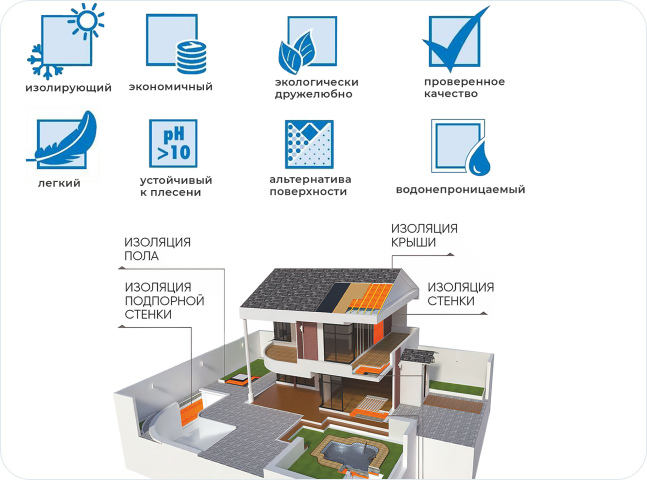 изолирующий
экономичный
экологически
дружелюбно
проверенное
качество
pH
>10
легкий
устойчивый
к плесени
альтернатива
поверхности
водонепроницаемый
ИЗОЛЯЦИЯ
ПОЛА
ИЗОЛЯЦИЯ
КРЫШИ
ИЗОЛЯЦИЯ
ПОДПОРНОЙ
СТЕНКИ
ИЗОЛЯЦИЯ
СТЕНКИ